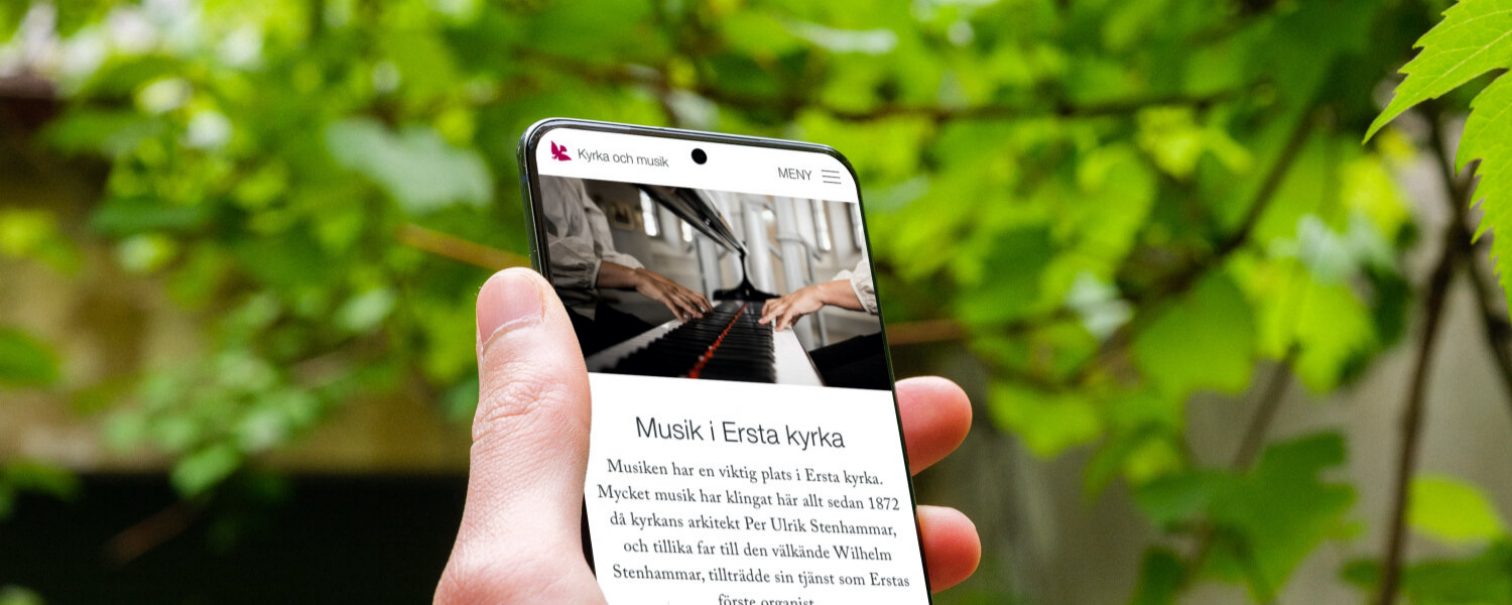 Kyrka och musik
MENY
Musik i Ersta kyrka
Musiken har en viktig plats i Ersta kyrka.
Mycket musik har klingat här allt sedan 1872
då kyrkans arkitekt Per Ulrik Stenhammar,
och tillika far till den välkände Wilhelm
Stenhammar, tillträdde sin tjänst som Erstas
förste organist